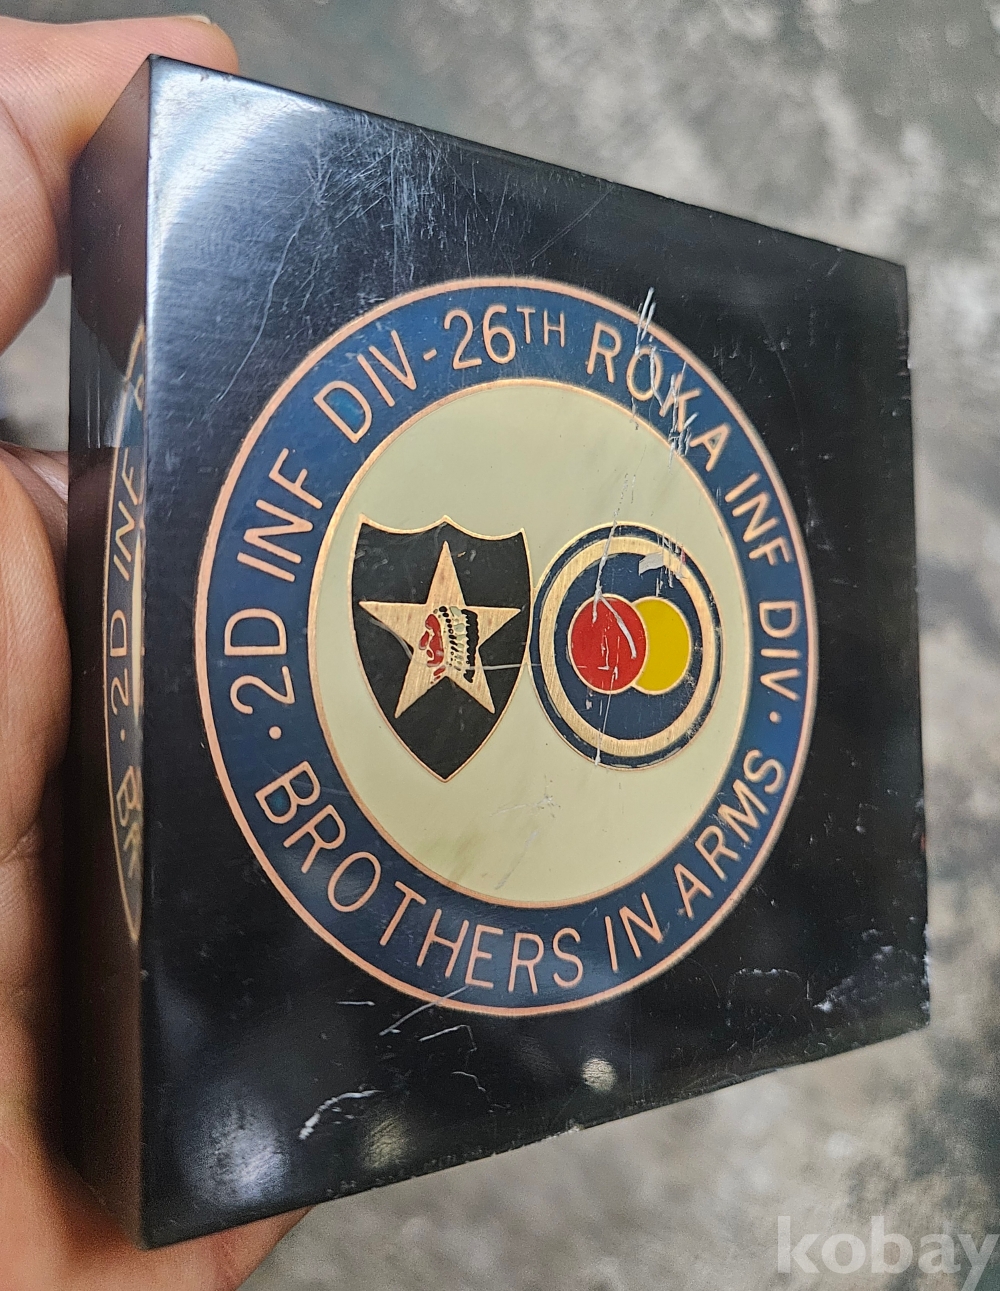 · 2D INF DIV - 26TH ROKA INF DIV ·
BROTHERS IN ARMS
kobay